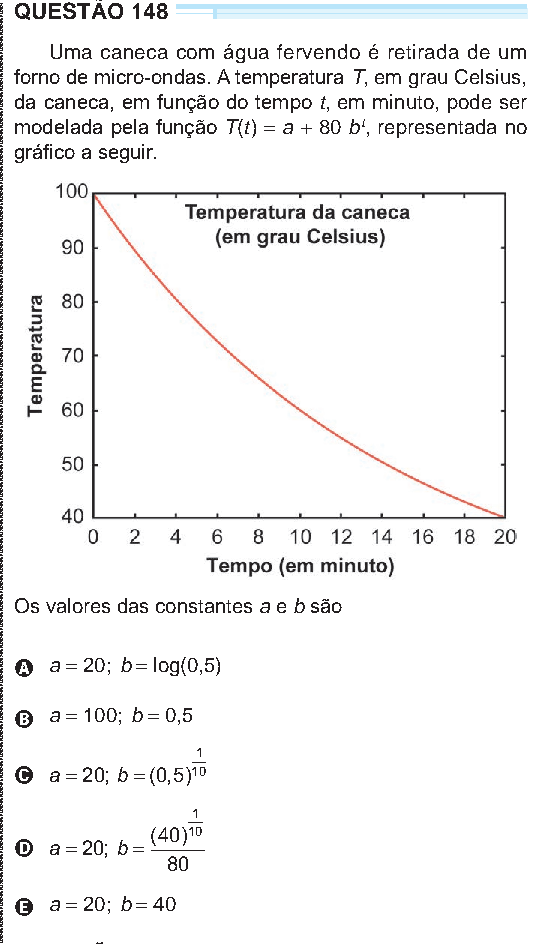 QUESTÃO 148
Uma caneca com água fervendo é retirada de um
forno de micro-ondas. A temperatura T, em grau Celsius,
da caneca, em função do tempo t, em minuto, pode ser
modelada pela função T(t) = a + 80 b^t, representada no
gráfico a seguir.
Temperatura da caneca
(em grau Celsius)
Temperatura
100
90
80
70
60
50
40
0 2 4 6 8 10 12 14 16 18 20
Tempo (em minuto)
Os valores das constantes a e b são
A a = 20; b = log(0,5)
B a = 100; b = 0,5
C a = 20; b = (0,5)^(1/10)
D a = 20; b = (40)^(1/10)/80
E a = 20; b = 40